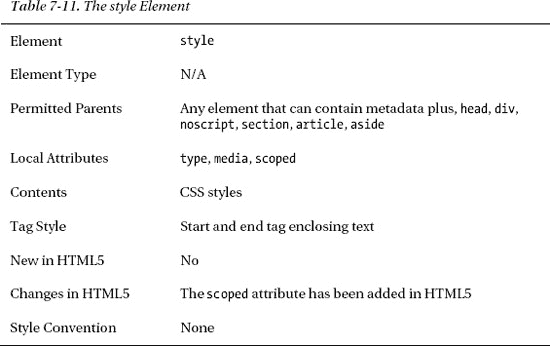 Table 7-11. The style Element
Element style
Element Type N/A
Permitted Parents Any element that can contain metadata plus, head, div,
noscript, section, article, aside
Local Attributes type, media, scoped
Contents CSS styles
Tag Style Start and end tag enclosing text
New in HTML5 No
Changes in HTML5 The scoped attribute has been added in HTML5
Style Convention None